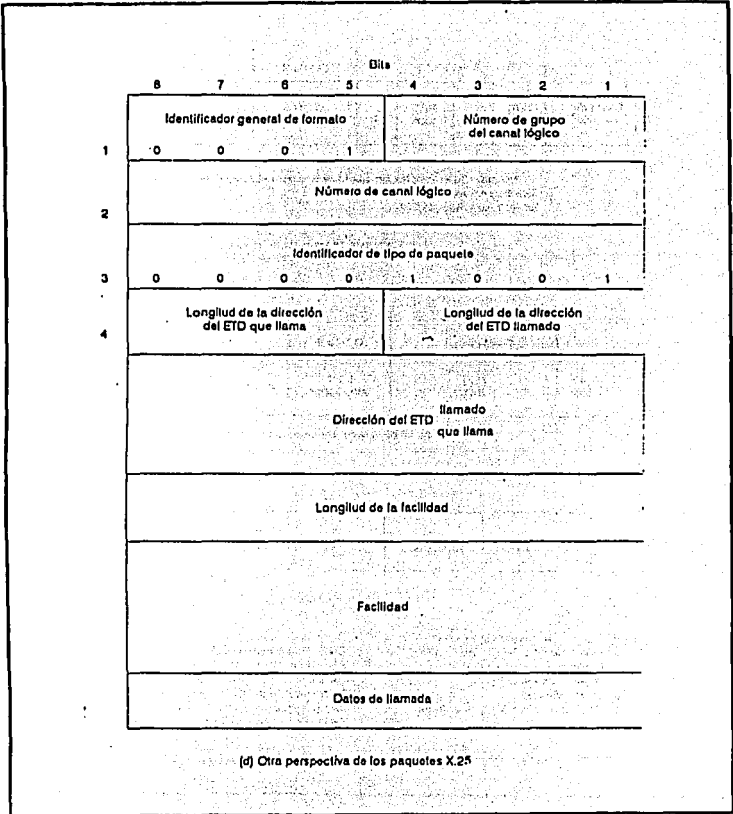 Bits
8 7 6 5 4 3 2 1
Identificador general de formato
Número de grupo
del canal lógico
1 0 0 0 1
Número de canal lógico
2
Identificador de tipo de paquete
3 0 0 0 0 1 0 1 1
Longitud de la dirección
del ETD que llama
Longitud de la dirección
del ETD llamado
4
Dirección del ETD llamado
que llama
Longitud de la facilidad
Facilidad
Datos de llamada
(d) Otra perspectiva de los paquetes X.25